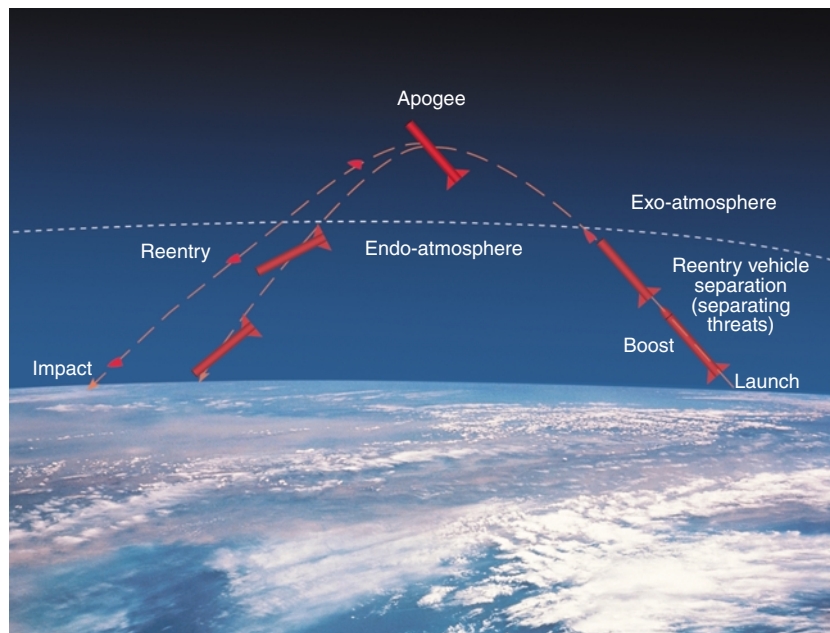 Apogee
Exo-atmosphere
Reentry
Endo-atmosphere
Reentry vehicle
separation
(separating
threats)
Boost
Impact
Launch